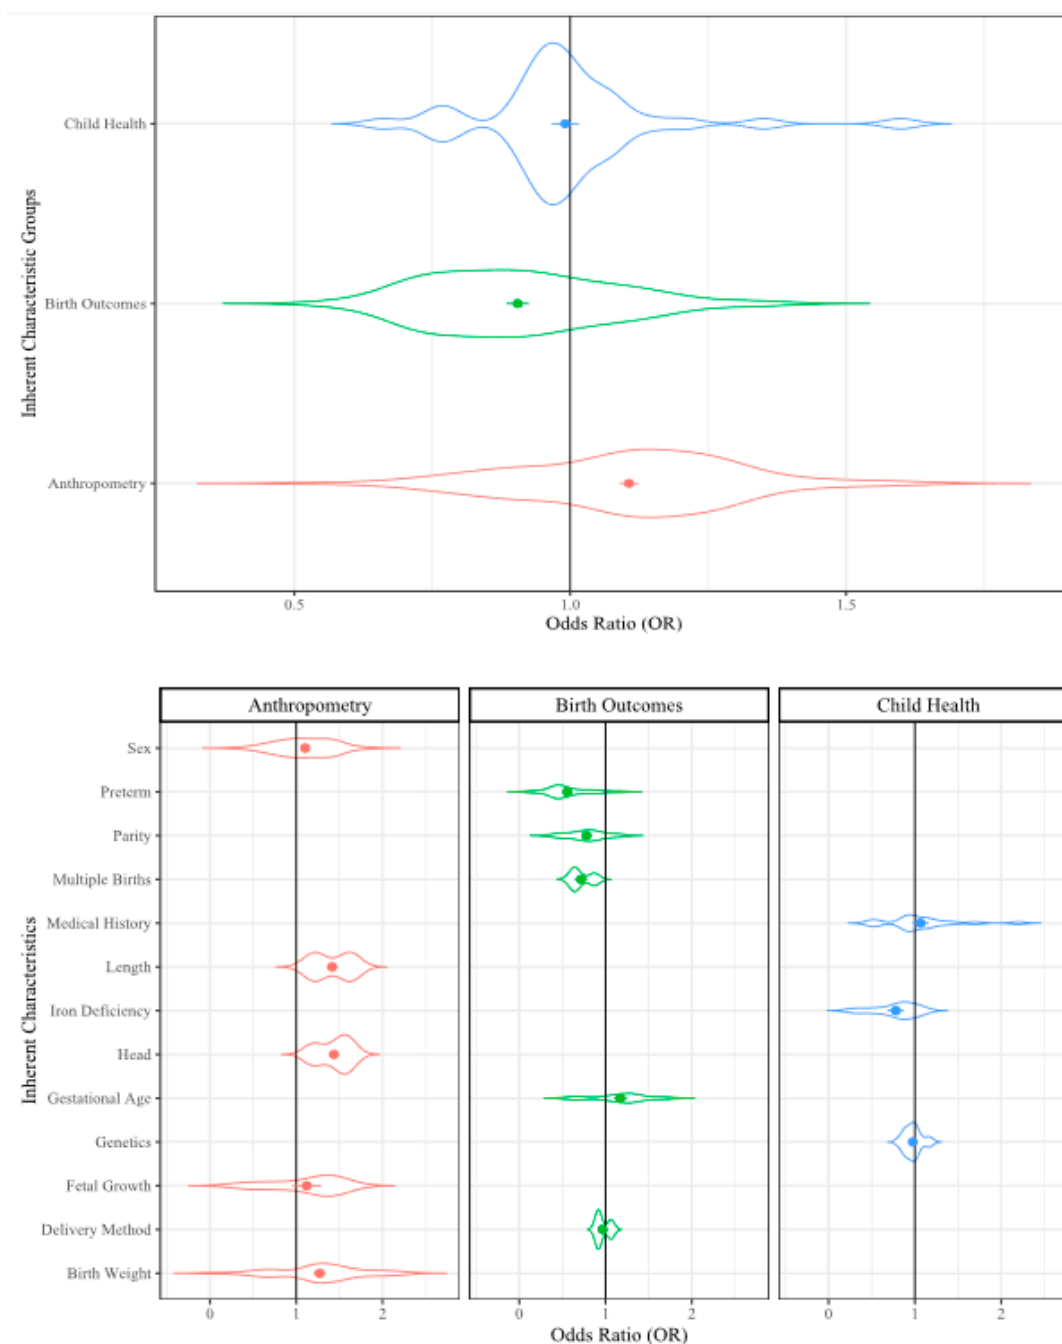 Inherent Characteristic Groups
Child Health
Birth Outcomes
Anthropometry
0.5 1.0 1.5
Odds Ratio (OR)
Anthropometry Birth Outcomes Child Health
Inherent Characteristics
Sex
Preterm
Parity
Multiple Births
Medical History
Length
Iron Deficiency
Head
Gestational Age
Genetics
Fetal Growth
Delivery Method
Birth Weight
0 1 2 0 1 2 0 1 2
Odds Ratio (OR)